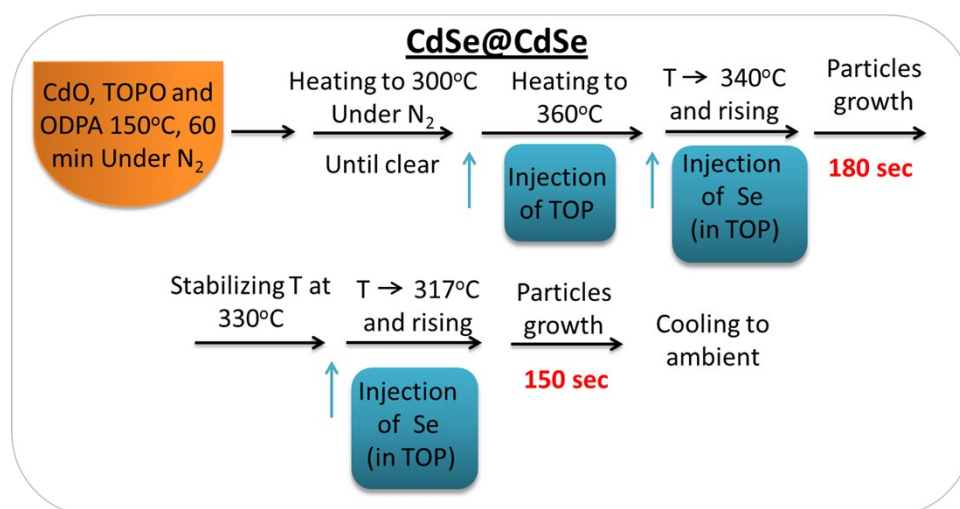 CdSe@CdSe
CdO, TOPO and
ODPA 150°C, 60
min Under N₂
Heating to 300°C
Under N₂
Until clear
Heating to
360°C
Injection
of TOP
T → 340°C
and rising
Injection
of Se
(in TOP)
Particles
growth
180 sec
Stabilizing T at
330°C
T → 317°C
and rising
Injection
of Se
(in TOP)
Particles
growth
150 sec
Cooling to
ambient